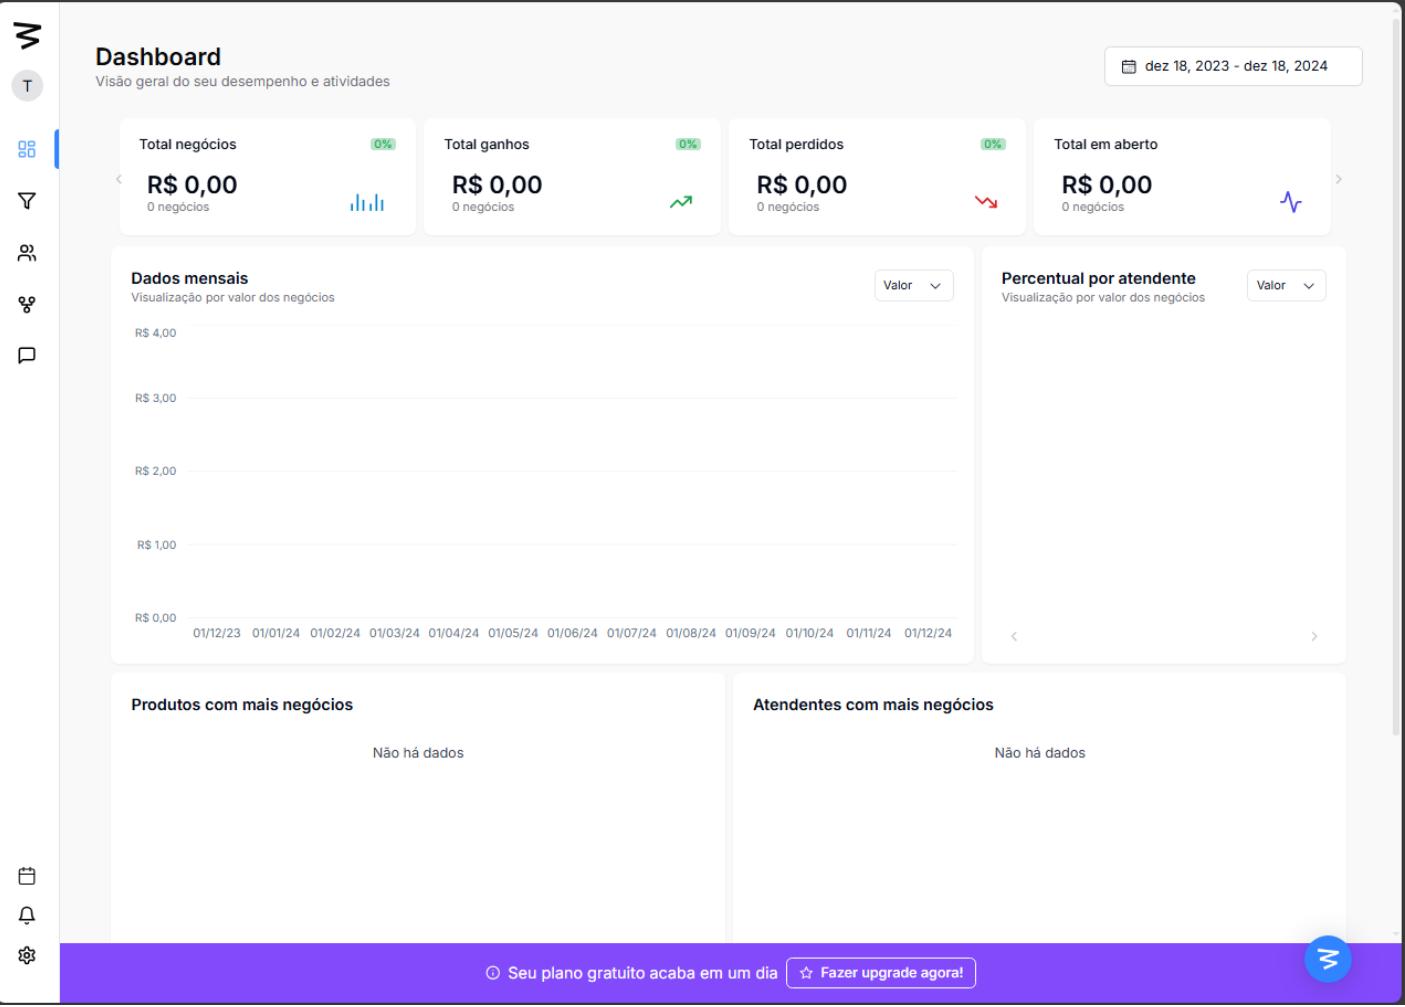 Dashboard
Visão geral do seu desempenho e atividades
dez 18, 2023 - dez 18, 2024
T
Total negócios
0%
R$ 0,00
0 negócios
Total ganhos
0%
R$ 0,00
0 negócios
Total perdidos
0%
R$ 0,00
0 negócios
Total em aberto
R$ 0,00
0 negócios
Dados mensais
Visualização por valor dos negócios
Valor
R$ 4,00
R$ 3,00
R$ 2,00
R$ 1,00
R$ 0,00
01/12/23 01/01/24 01/02/24 01/03/24 01/04/24 01/05/24 01/06/24 01/07/24 01/08/24 01/09/24 01/10/24 01/11/24 01/12/24
Percentual por atendente
Visualização por valor dos negócios
Valor
Produtos com mais negócios
Não há dados
Atendentes com mais negócios
Não há dados
Seu plano gratuito acaba em um dia
Fazer upgrade agora!